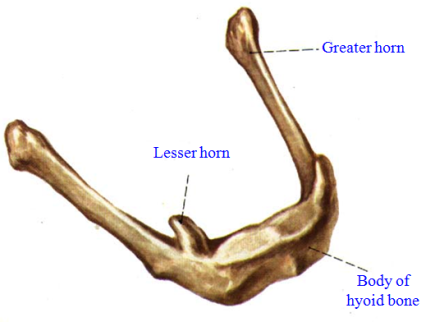 Greater horn
Lesser horn
Body of
hyoid bone